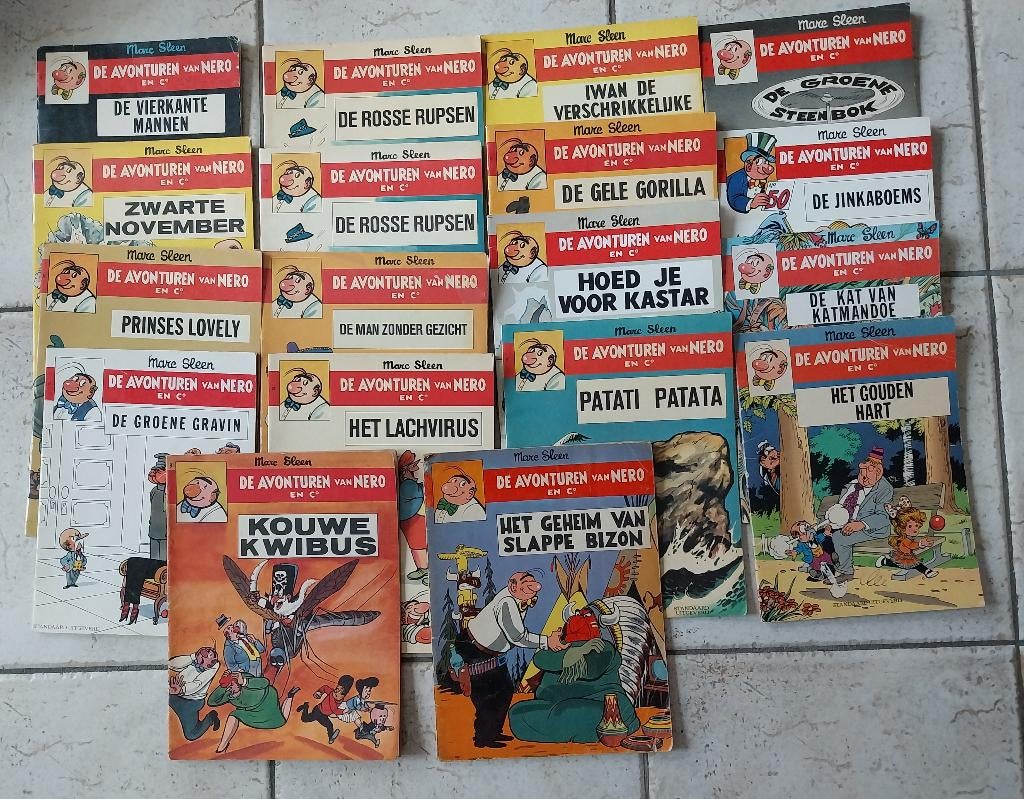 Marc Sleen
DE AVONTUREN VAN NERO
EN Cº
DE VIERKANTE
MANNEN
Marc Sleen
DE AVONTUREN VAN NERO
EN Cº
ZWARTE
NOVEMBER
Marc Sleen
DE AVONTUREN VAN NERO
EN Cº
PRINSES LOVELY
Marc Sleen
DE AVONTUREN VAN NERO
EN Cº
DE GROENE GRAVIN
STANDAARD UITGEVERIJ
Marc Sleen
DE AVONTUREN VAN NERO
EN Cº
DE ROSSE RUPSEN
Marc Sleen
DE AVONTUREN VAN NERO
EN Cº
DE ROSSE RUPSEN
Marc Sleen
DE AVONTUREN VAN NERO
EN Cº
DE MAN ZONDER GEZICHT
Marc Sleen
DE AVONTUREN VAN NERO
EN Cº
HET LACHVIRUS
Marc Sleen
DE AVONTUREN VAN NERO
EN Cº
IWAN DE
VERSCHRIKKELIJKE
Marc Sleen
DE AVONTUREN VAN NERO
EN Cº
DE GELE GORILLA
Marc Sleen
DE AVONTUREN VAN NERO
EN Cº
HOED JE
VOOR KASTAR
Marc Sleen
DE AVONTUREN VAN NERO
EN Cº
PATATI PATATA
STANDAARD
UITGEVERIJ
Marc Sleen
DE AVONTUREN VAN NERO
EN Cº
DE GROENE
STEENBOK
Marc Sleen
DE AVONTUREN VAN NERO
EN Cº
50
DE JINKABOEMS
Marc Sleen
DE AVONTUREN VAN NERO
EN Cº
DE KAT VAN
KATMANDOE
Marc Sleen
DE AVONTUREN VAN NERO
EN Cº
HET GOUDEN
HART
STANDAARD UITGEVERIJ
Marc Sleen
DE AVONTUREN VAN NERO
EN Cº
KOUWE
KWIBUS
Marc Sleen
DE AVONTUREN VAN NERO
EN Cº
HET GEHEIM VAN
SLAPPE BIZON